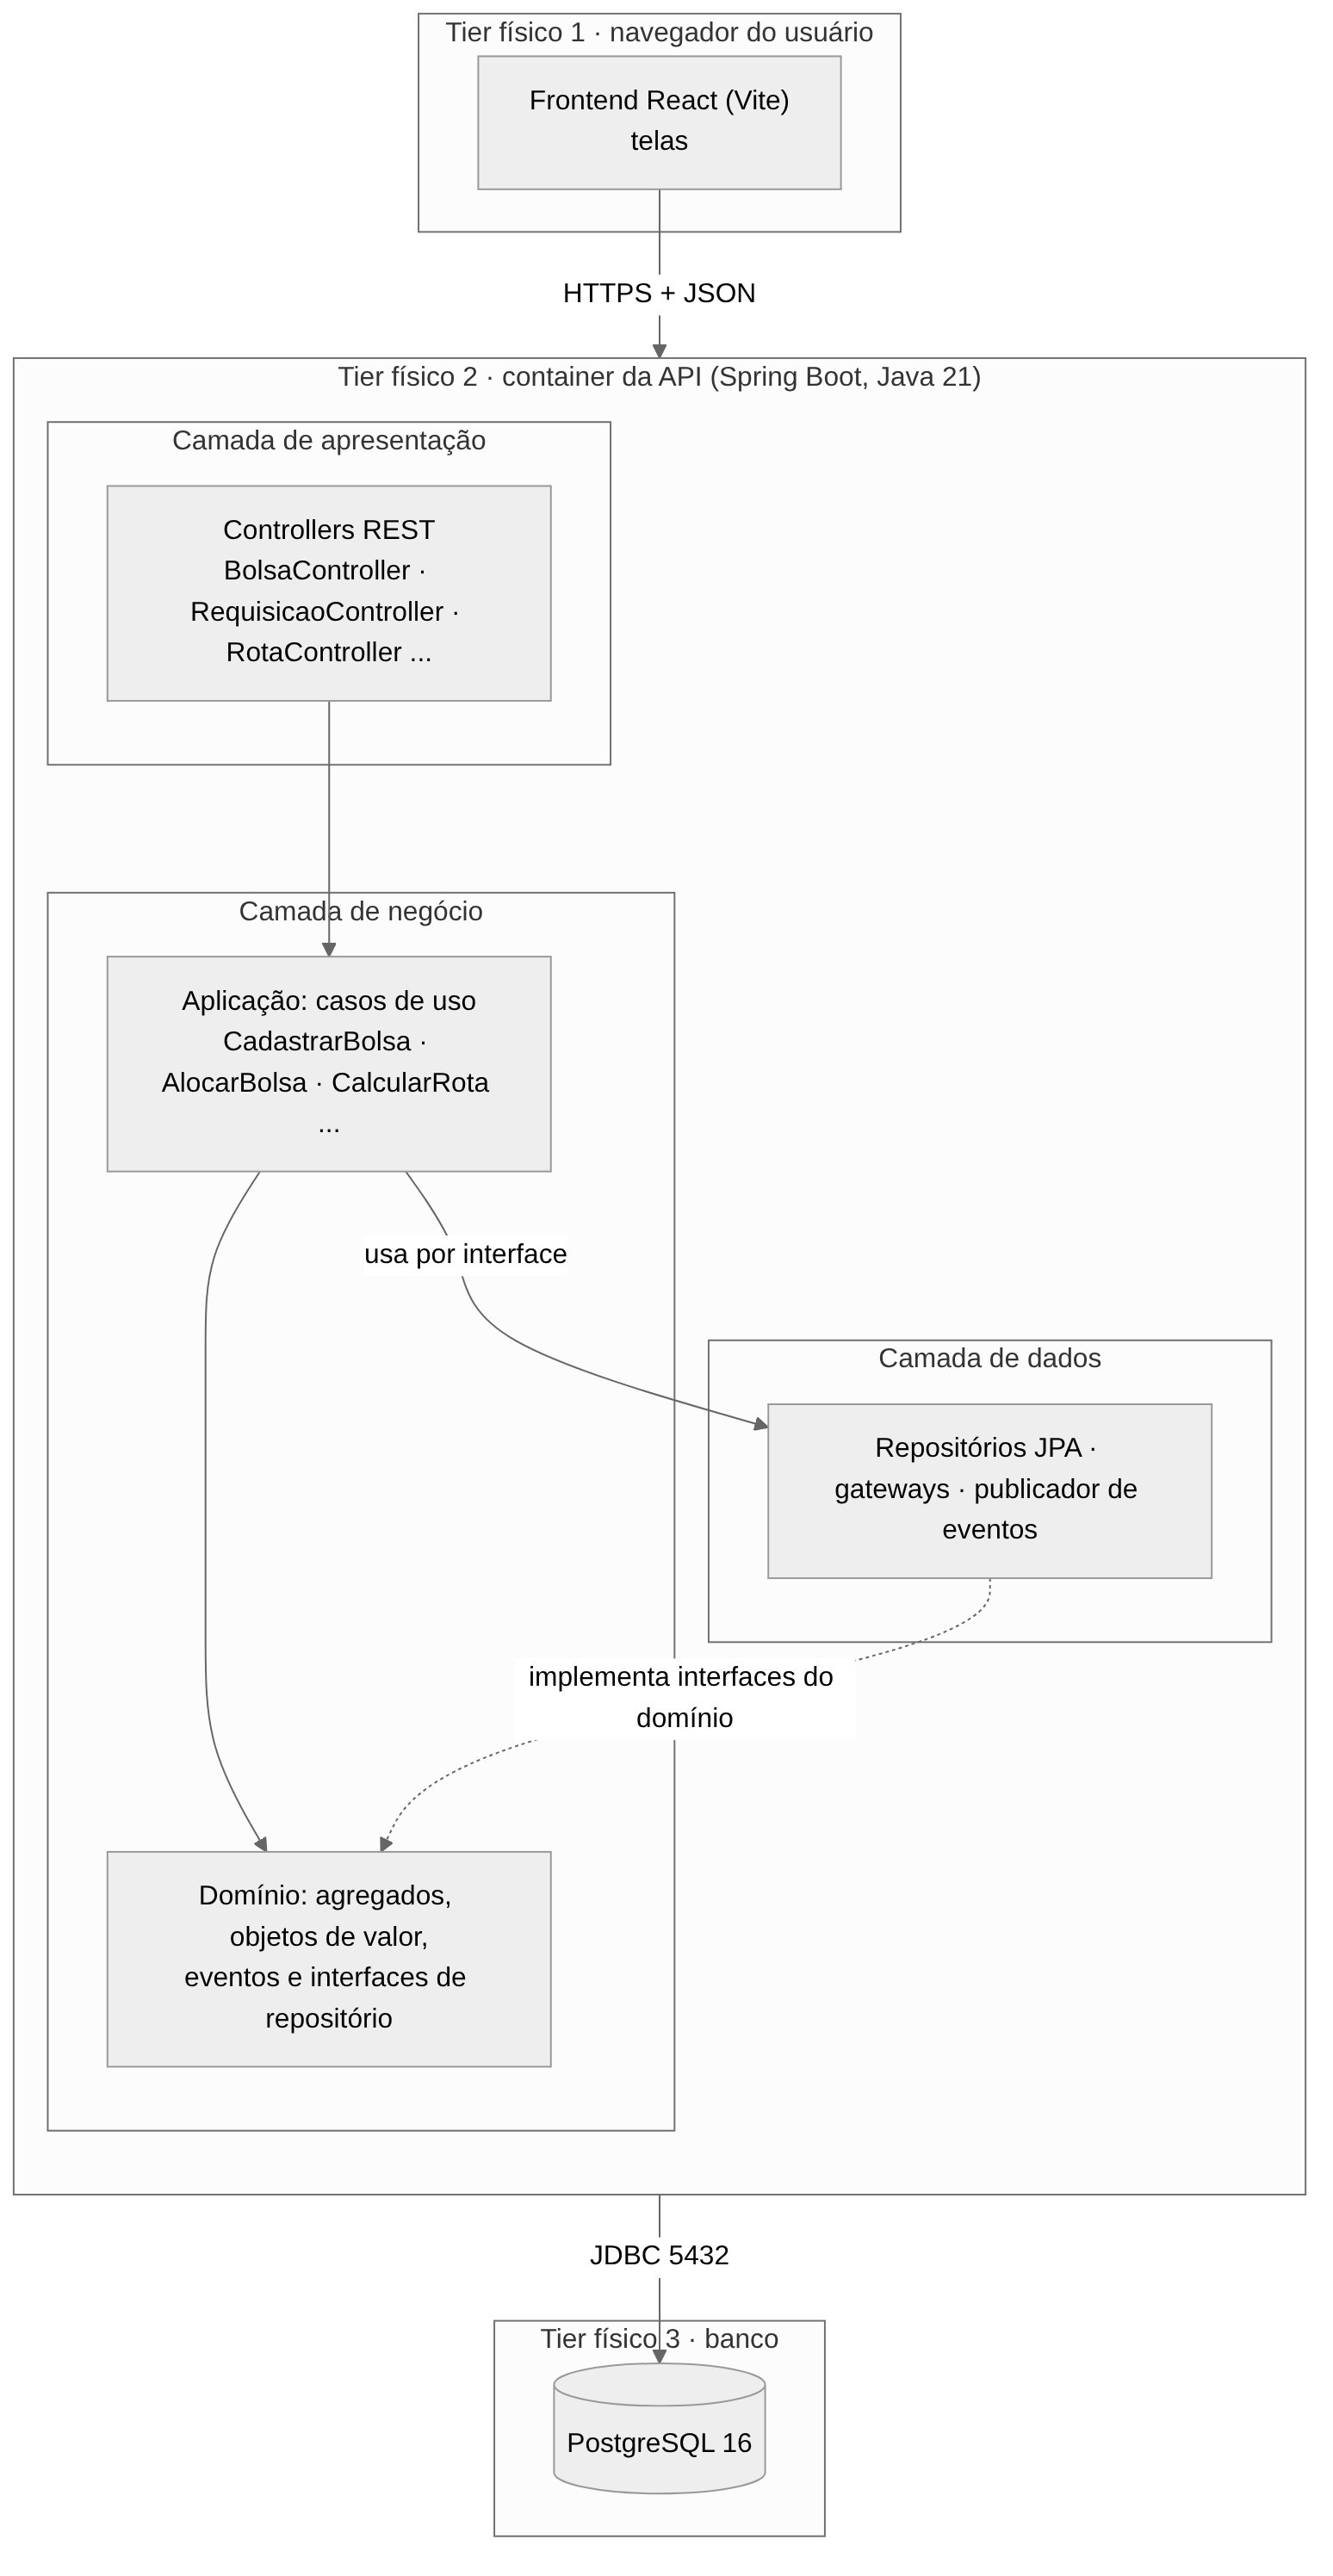 Tier físico 1 · navegador do usuário
Frontend React (Vite)
telas
HTTPS + JSON
Tier físico 2 · container da API (Spring Boot, Java 21)
Camada de apresentação
Controllers REST
BolsaController ·
RequisicaoController ·
RotaController ...
Camada de negócio
Aplicação: casos de uso
CadastrarBolsa ·
AlocarBolsa · CalcularRota
...
usa por interface
Camada de dados
Repositórios JPA ·
gateways · publicador de
eventos
implementa interfaces do
domínio
Domínio: agregados,
objetos de valor,
eventos e interfaces de
repositório
JDBC 5432
Tier físico 3 · banco
PostgreSQL 16